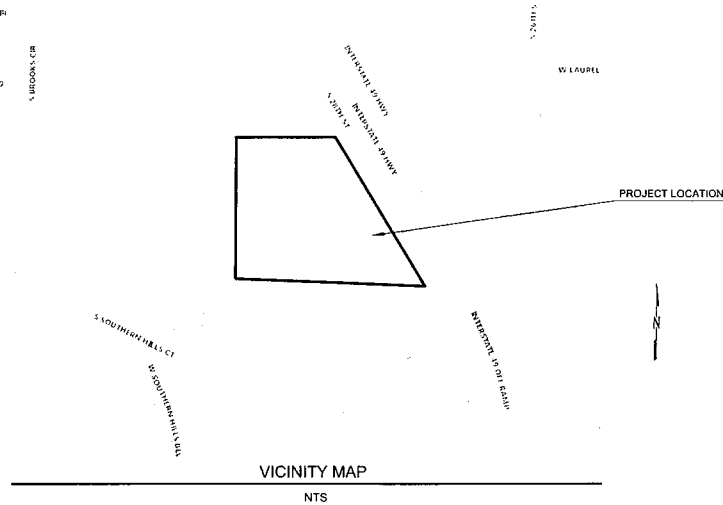 S BROOKS CIR
INTERSTATE 49 HWY
S 28TH ST
INTERSTATE 49 HWY
W LAUREL
PROJECT LOCATION
N
S SOUTHERN HILLS CT
W SOUTHERN HILLS BLV
INTERSTATE 49 OFF RAMP
VICINITY MAP
NTS